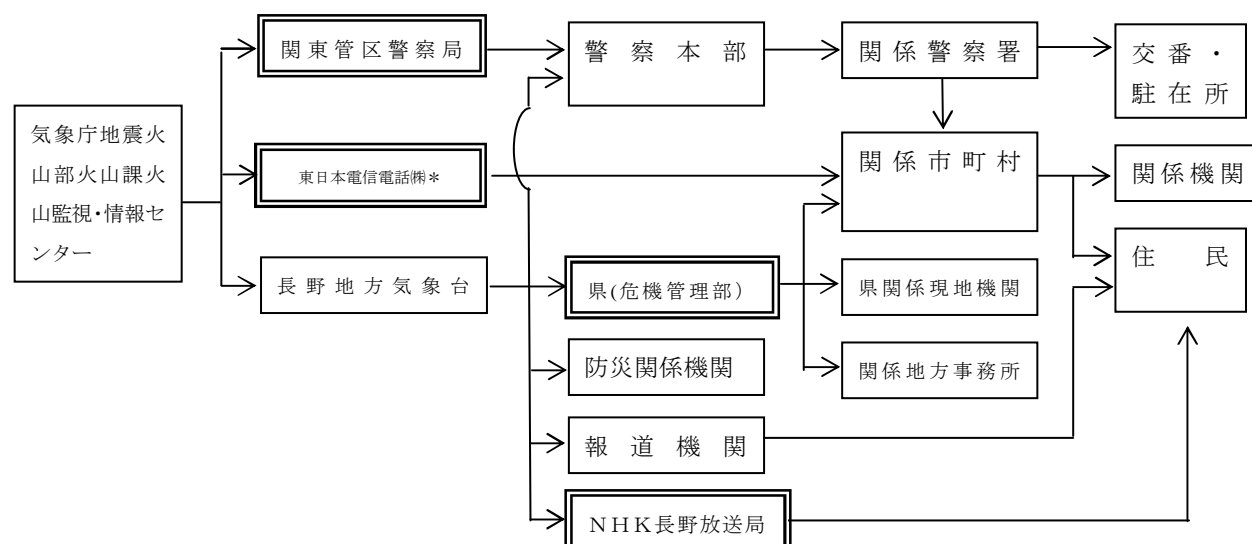 関東管区警察局
警察本部
関係警察署
交番・
駐在所
気象庁地震火
山部火山課火
山監視・情報セ
ンター
東日本電信電話㈱＊
関係市町村
関係機関
住民
長野地方気象台
県(危機管理部）
県関係現地機関
防災関係機関
関係地方事務所
報道機関
ＮＨＫ長野放送局